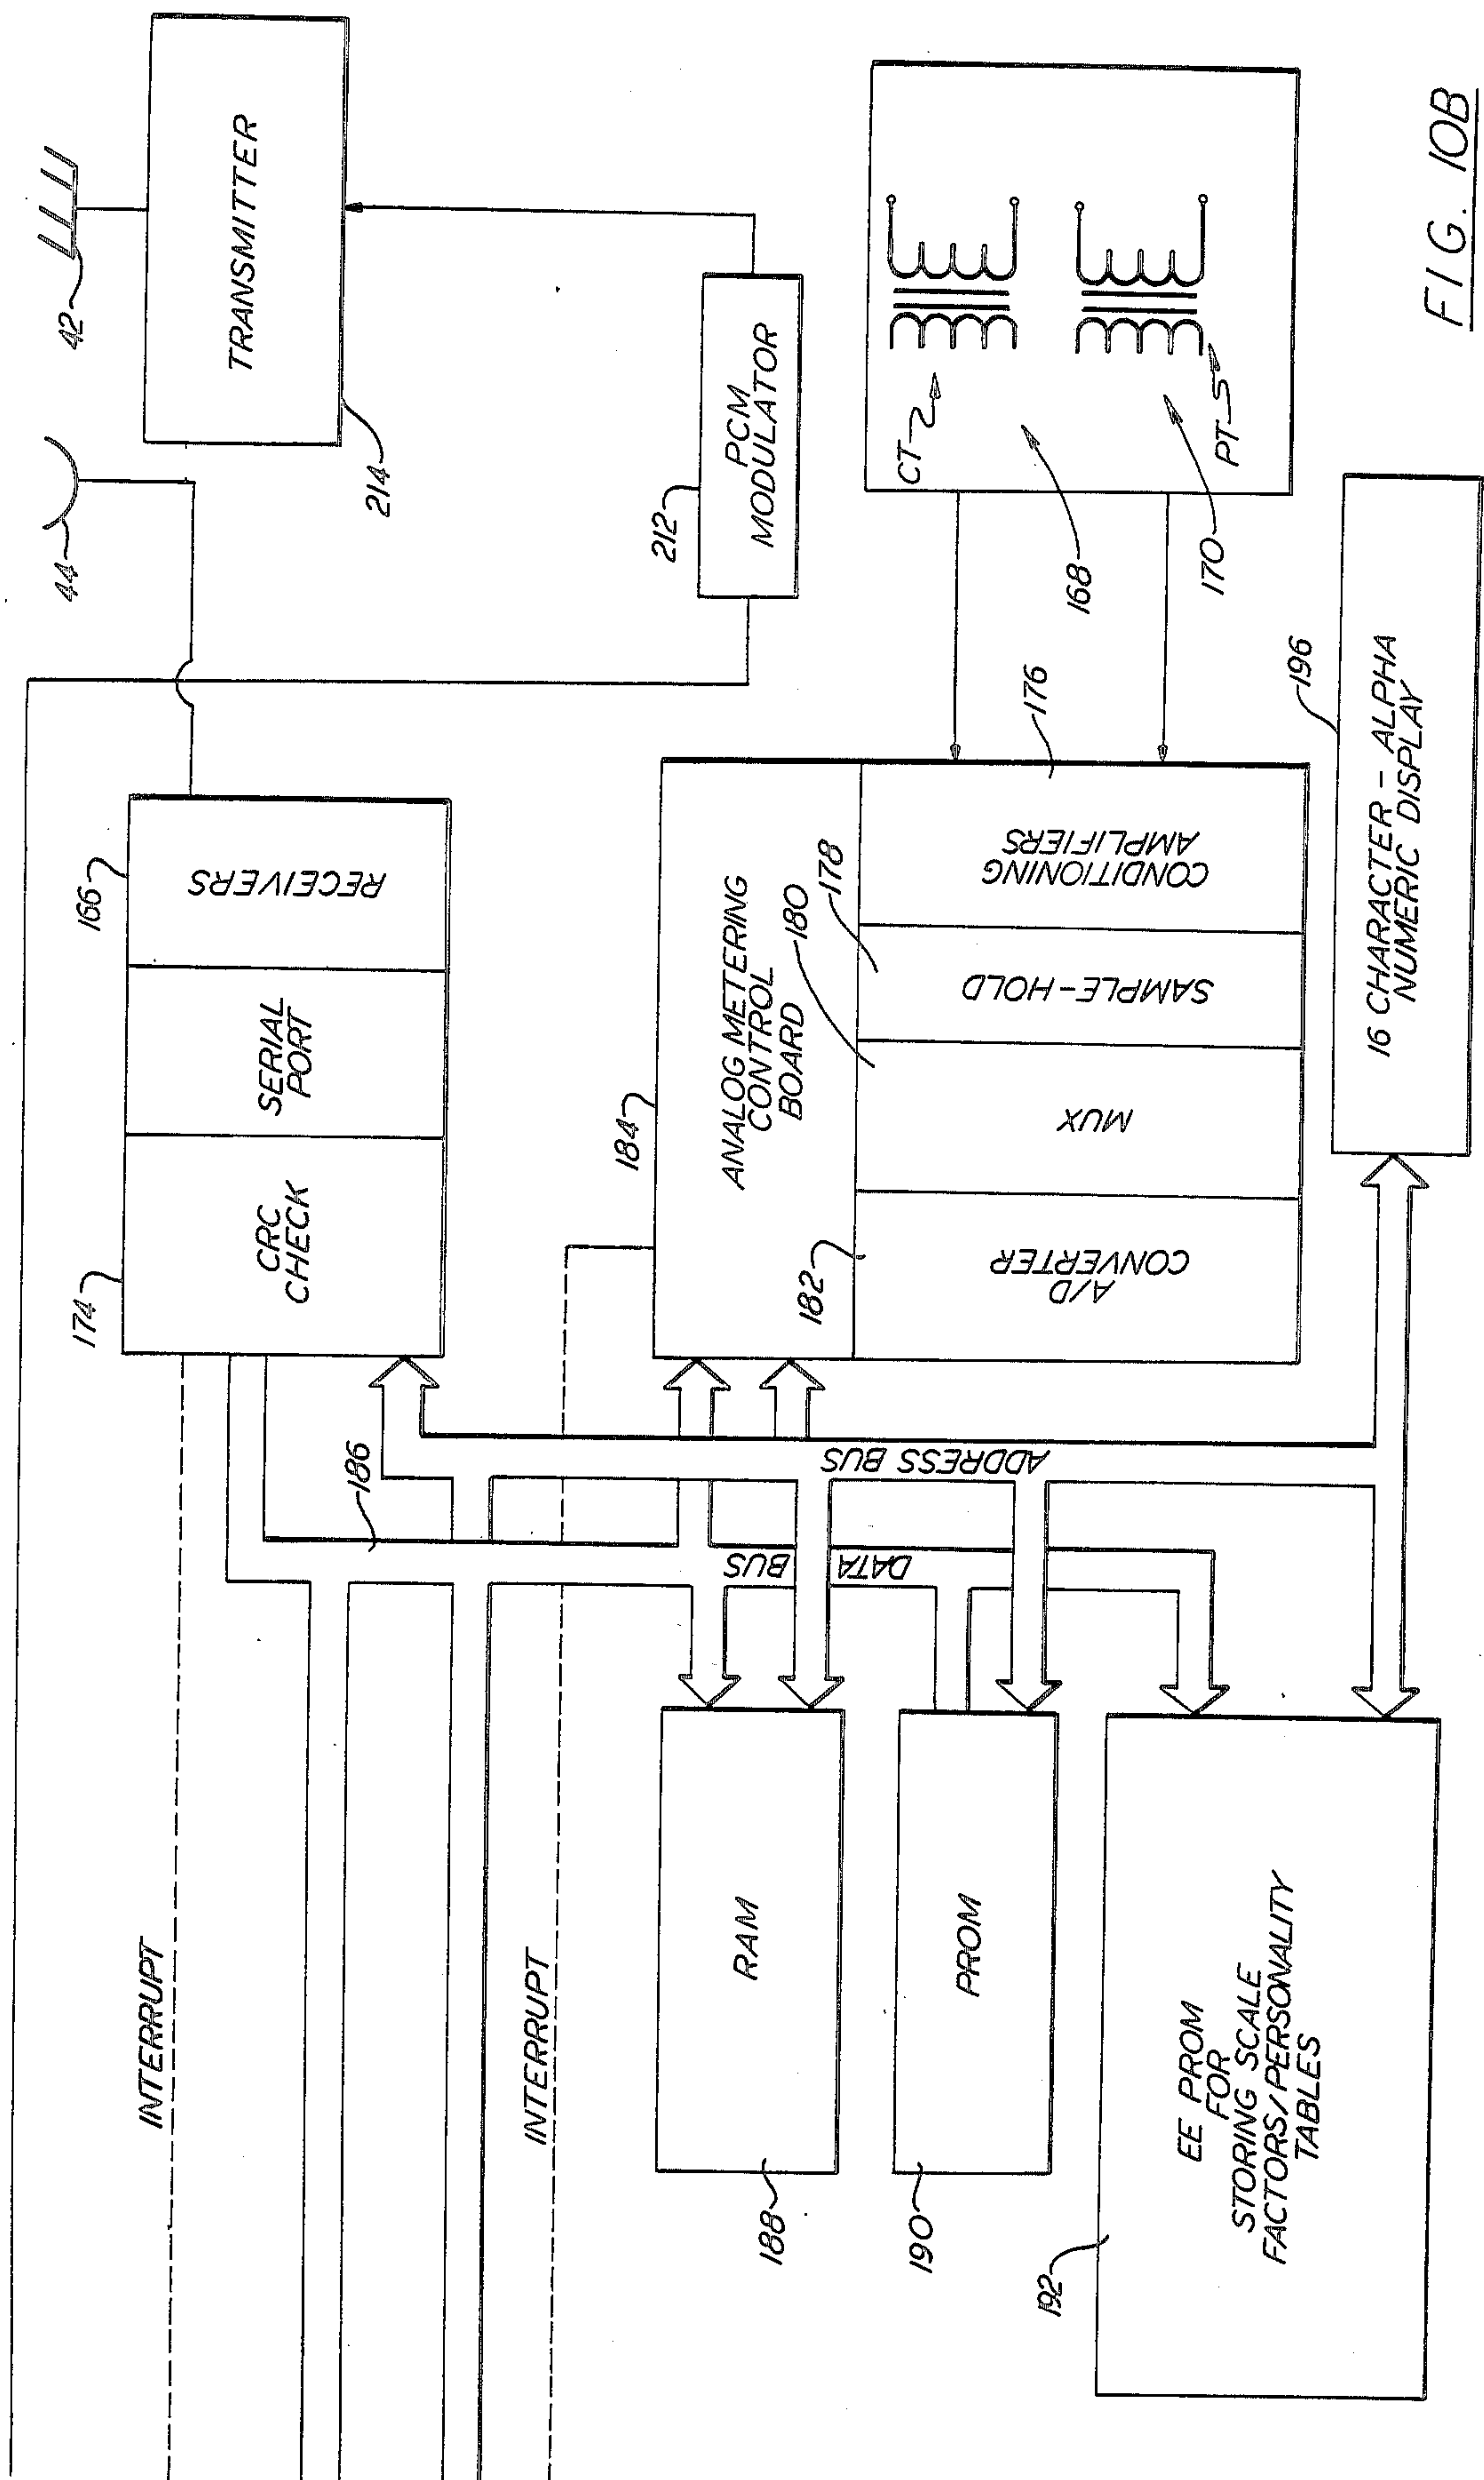 42
44
TRANSMITTER
214
166
RECEIVERS
SERIAL
PORT
CRC
CHECK
174
INTERRUPT
186
212
PCM
MODULATOR
INTERRUPT
184
ANALOG METERING
CONTROL
BOARD
180
178
176
182
A/D
CONVERTER
MUX
SAMPLE-HOLD
CONDITIONING
AMPLIFIERS
CT
168
170
PT
ADDRESS BUS
DATA BUS
RAM
188
PROM
190
192
EE PROM
FOR
STORING SCALE
FACTORS/PERSONALITY
TABLES
196
16 CHARACTER - ALPHA
NUMERIC DISPLAY
FIG. 10B